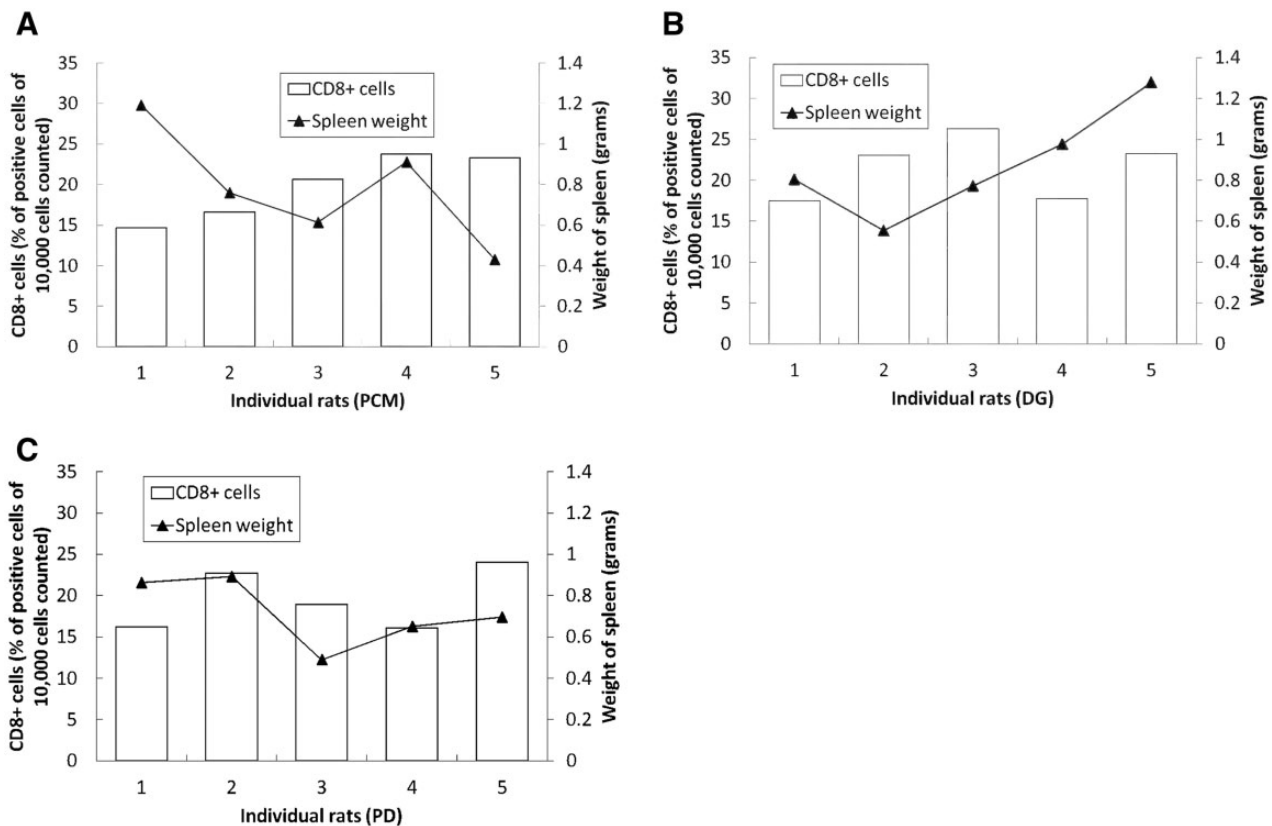 A
CD8+ cells (% of positive cells of
10,000 cells counted)
35
30
25
20
15
10
5
0
CD8+ cells
Spleen weight
1.4
1.2
1
0.8
0.6
0.4
0.2
0
Weight of spleen (grams)
1 2 3 4 5
Individual rats (PCM)
B
CD8+ cells (% of positive cells of
10,000 cells counted)
35
30
25
20
15
10
5
0
CD8+ cells
Spleen weight
1.4
1.2
1
0.8
0.6
0.4
0.2
0
Weight of spleen (grams)
1 2 3 4 5
Individual rats (DG)
C
CD8+ cells (% of positive cells of
10,000 cells counted)
35
30
25
20
15
10
5
0
CD8+ cells
Spleen weight
1.4
1.2
1
0.8
0.6
0.4
0.2
0
Weight of spleen (grams)
1 2 3 4 5
Individual rats (PD)